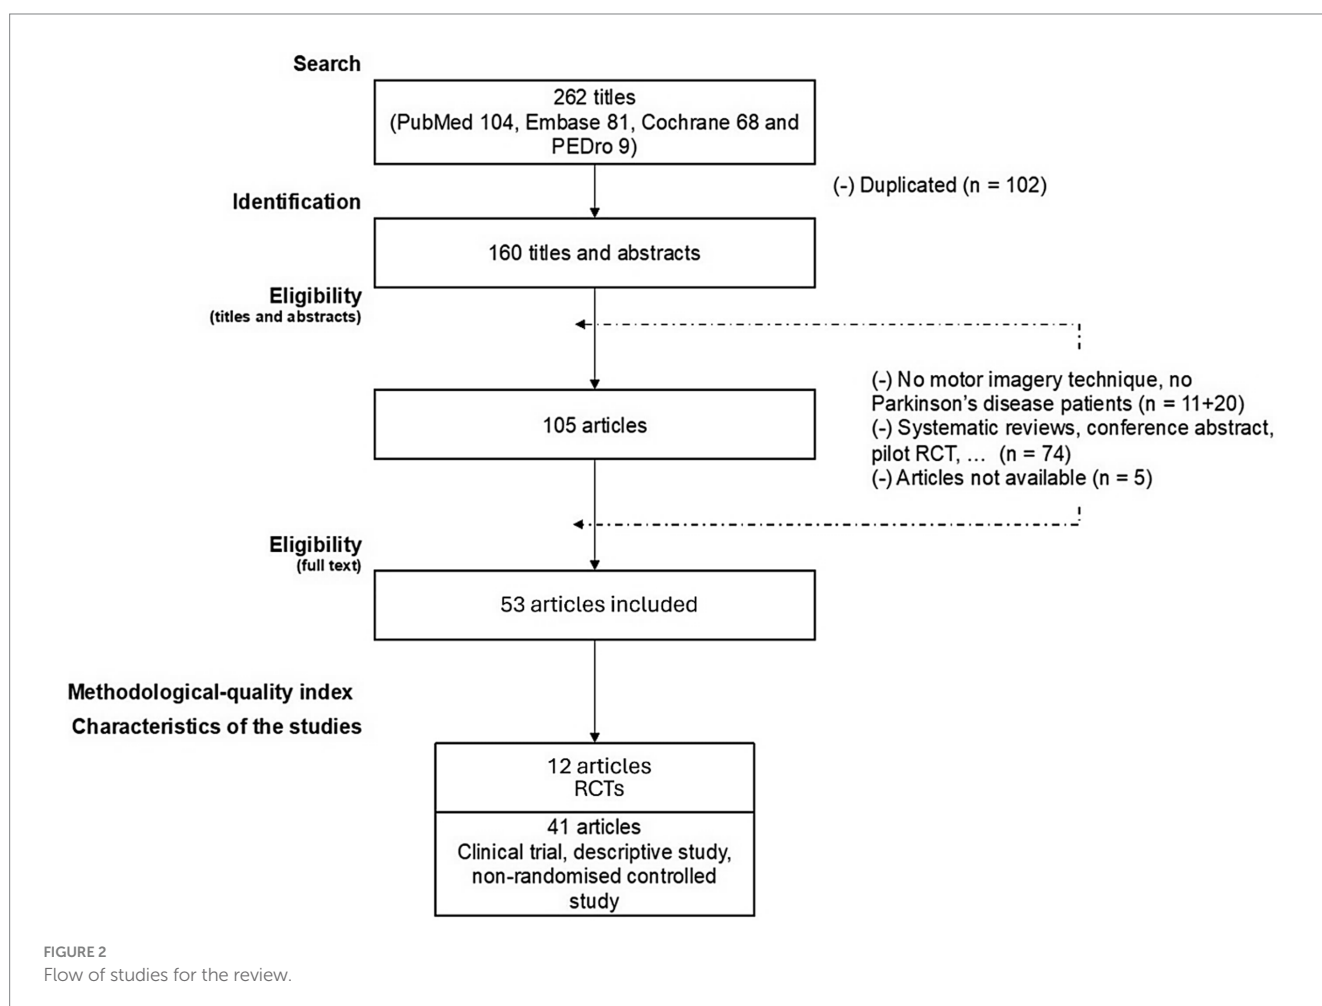 Search
262 titles
(PubMed 104, Embase 81, Cochrane 68 and
PEDro 9)
(-) Duplicated (n = 102)
Identification
160 titles and abstracts
Eligibility
(titles and abstracts)
(-) No motor imagery technique, no
Parkinson's disease patients (n = 11+20)
(-) Systematic reviews, conference abstract,
pilot RCT, … (n = 74)
(-) Articles not available (n = 5)
105 articles
Eligibility
(full text)
53 articles included
Methodological-quality index
Characteristics of the studies
12 articles
RCTs
41 articles
Clinical trial, descriptive study,
non-randomised controlled
study
FIGURE 2
Flow of studies for the review.